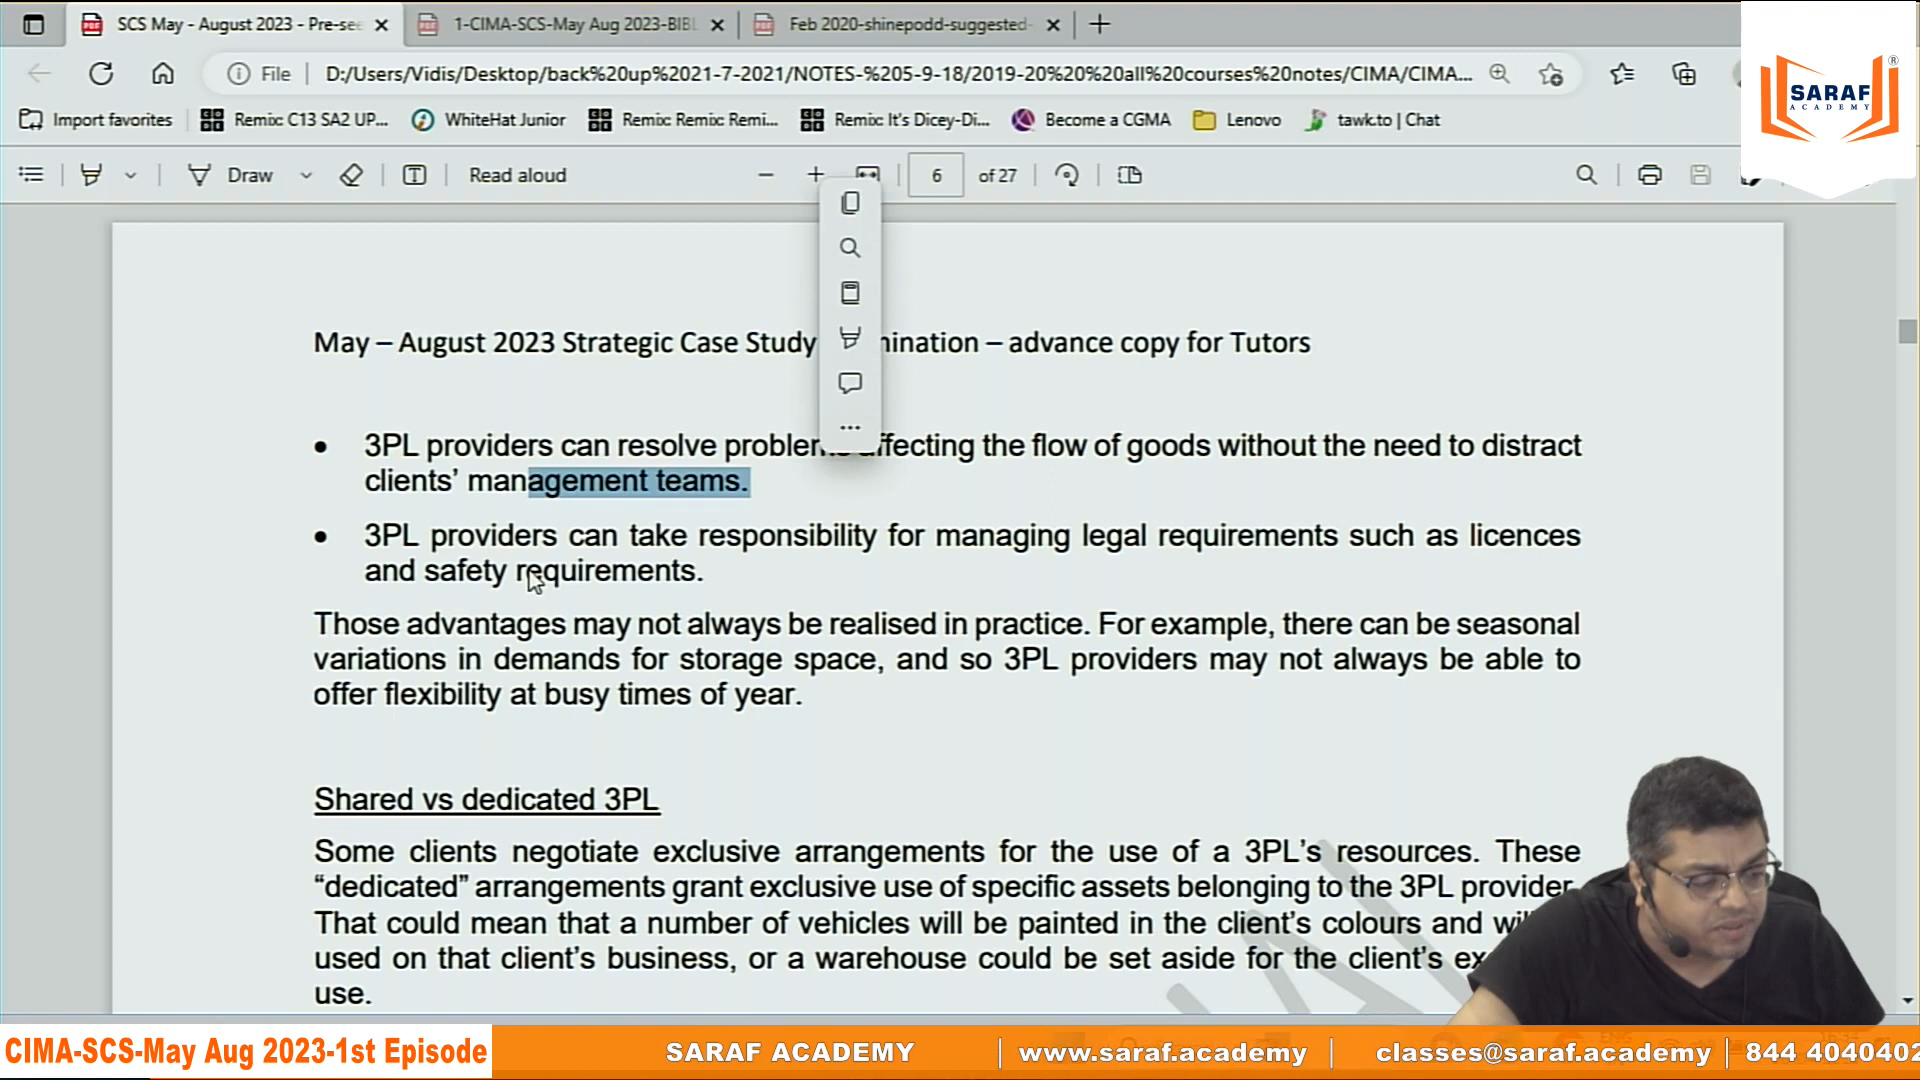 SCS May - August 2023 - Pre-see
1-CIMA-SCS-May Aug 2023-BIBL
Feb 2020-shinepodd-suggested-
File
D:/Users/Vidis/Desktop/back%20up%2021-7-2021/NOTES-%205-9-18/2019-20%20%20all%20courses%20notes/CIMA/CIMA...
SARAF
ACADEMY
®
Import favorites
Remix: C13 SA2 UP...
WhiteHat Junior
Remix: Remix: Remi...
Remix: It's Dicey-Di...
Become a CGMA
Lenovo
tawk.to | Chat
Draw
Read aloud
6
of 27
May – August 2023 Strategic Case Study ination – advance copy for Tutors
• 3PL providers can resolve problem ffecting the flow of goods without the need to distract
clients’ management teams.
• 3PL providers can take responsibility for managing legal requirements such as licences
and safety requirements.
Those advantages may not always be realised in practice. For example, there can be seasonal
variations in demands for storage space, and so 3PL providers may not always be able to
offer flexibility at busy times of year.
Shared vs dedicated 3PL
Some clients negotiate exclusive arrangements for the use of a 3PL’s resources. These
“dedicated” arrangements grant exclusive use of specific assets belonging to the 3PL provider.
That could mean that a number of vehicles will be painted in the client’s colours and wi
used on that client’s business, or a warehouse could be set aside for the client’s ex
use.
CIMA-SCS-May Aug 2023-1st Episode
SARAF ACADEMY | www.saraf.academy | classes@saraf.academy | 844 4040402